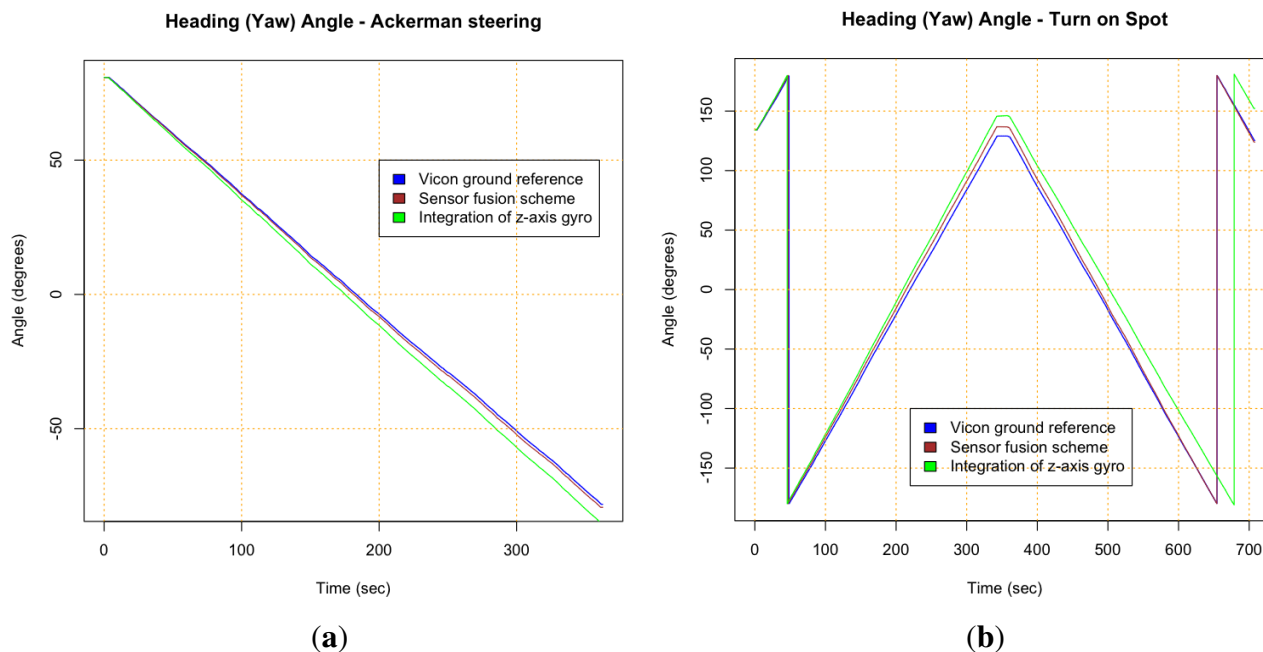 Heading (Yaw) Angle - Ackerman steering
50
0
-50
Angle (degrees)
Vicon ground reference
Sensor fusion scheme
Integration of z-axis gyro
0 100 200 300
Time (sec)
(a)
Heading (Yaw) Angle - Turn on Spot
150
100
50
0
-50
-100
-150
Angle (degrees)
Vicon ground reference
Sensor fusion scheme
Integration of z-axis gyro
0 100 200 300 400 500 600 700
Time (sec)
(b)